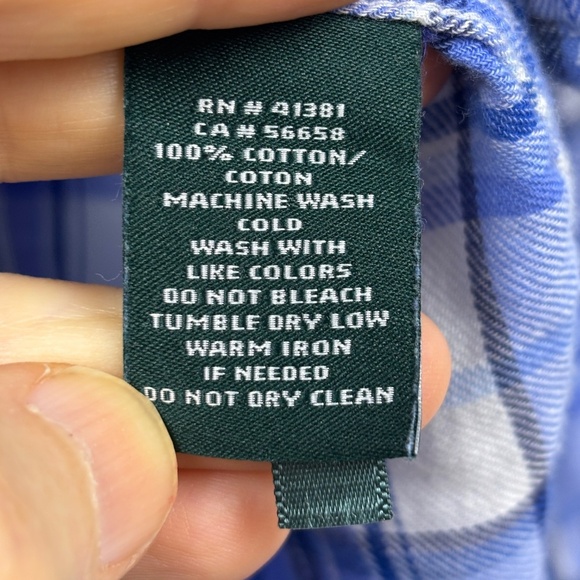 RN # 41381
CA # 56658
100% COTTON/
COTON
MACHINE WASH
COLD
WASH WITH
LIKE COLORS
DO NOT BLEACH
TUMBLE DRY LOW
WARM IRON
IF NEEDED
DO NOT DRY CLEAN